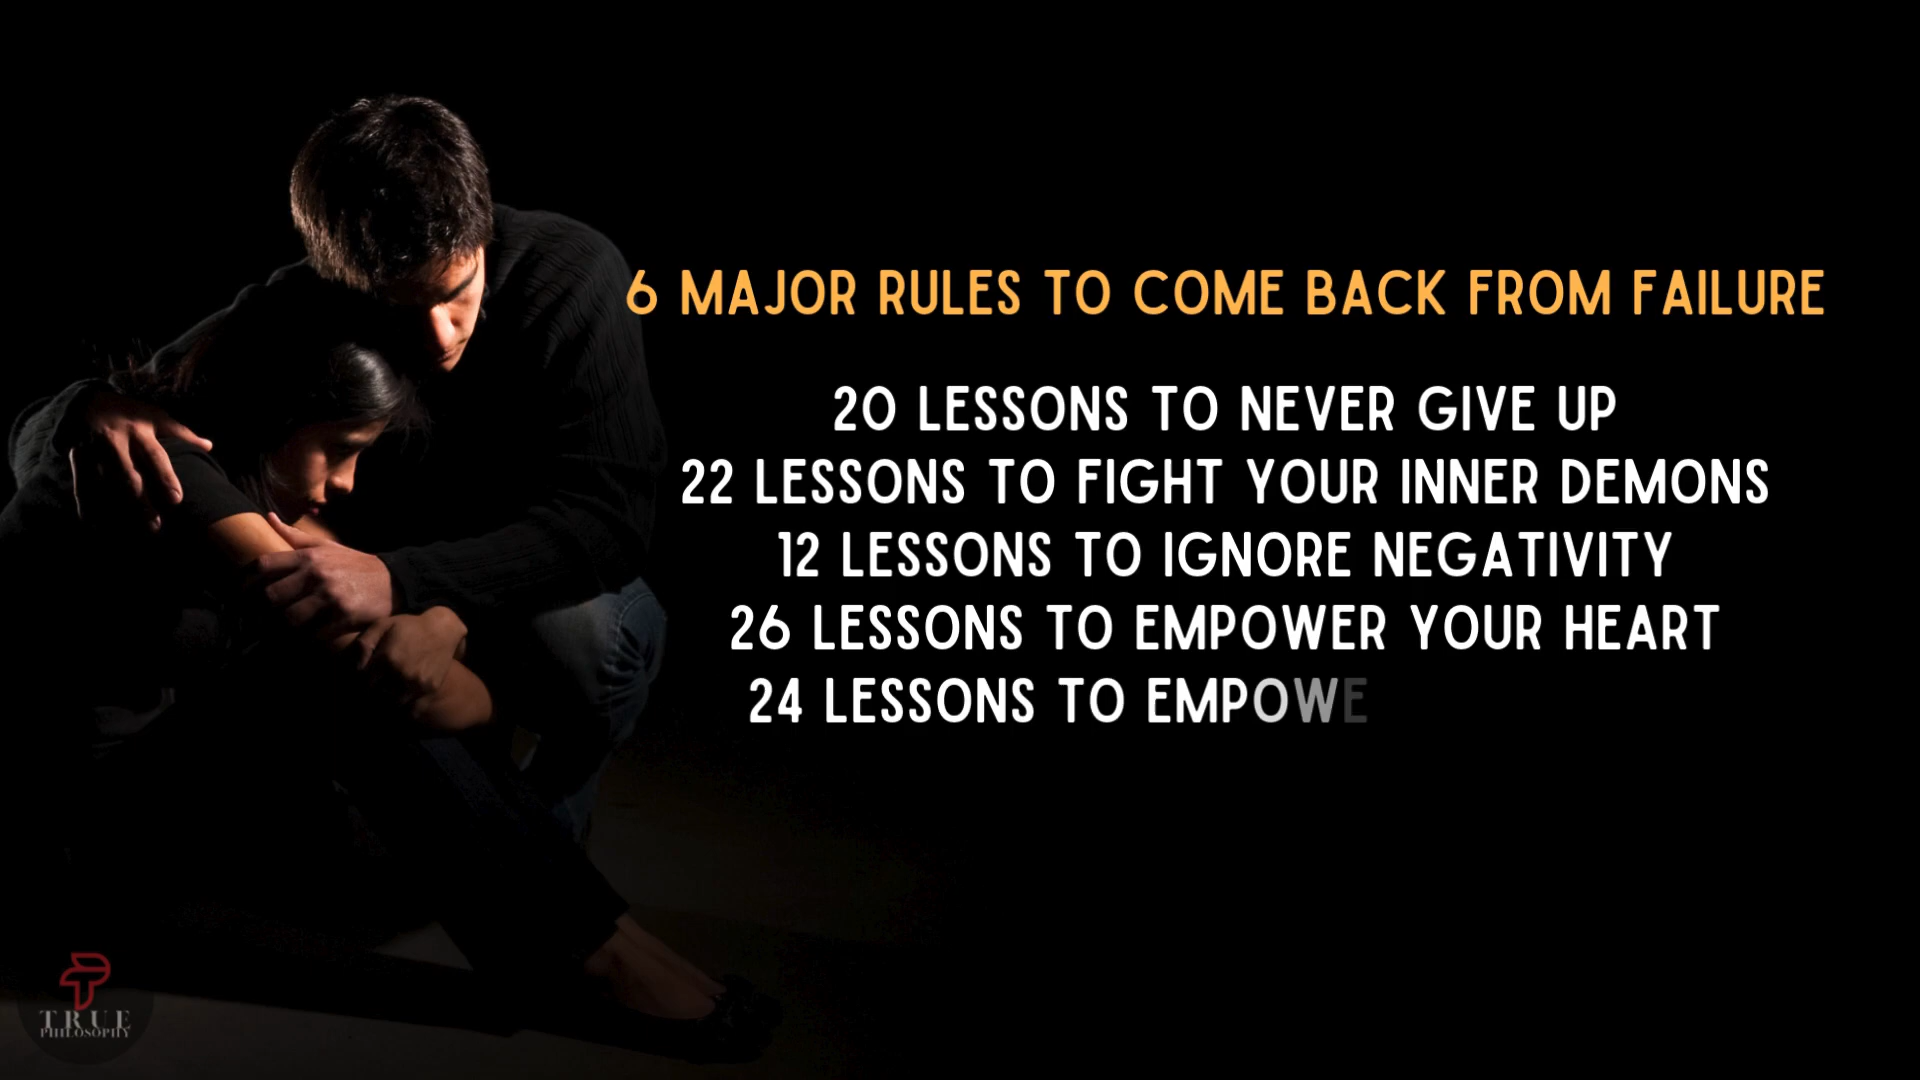 6 MAJOR RULES TO COME BACK FROM FAILURE
20 LESSONS TO NEVER GIVE UP
22 LESSONS TO FIGHT YOUR INNER DEMONS
12 LESSONS TO IGNORE NEGATIVITY
26 LESSONS TO EMPOWER YOUR HEART
24 LESSONS TO EMPOWE
TRUE
PHILOSOPHY